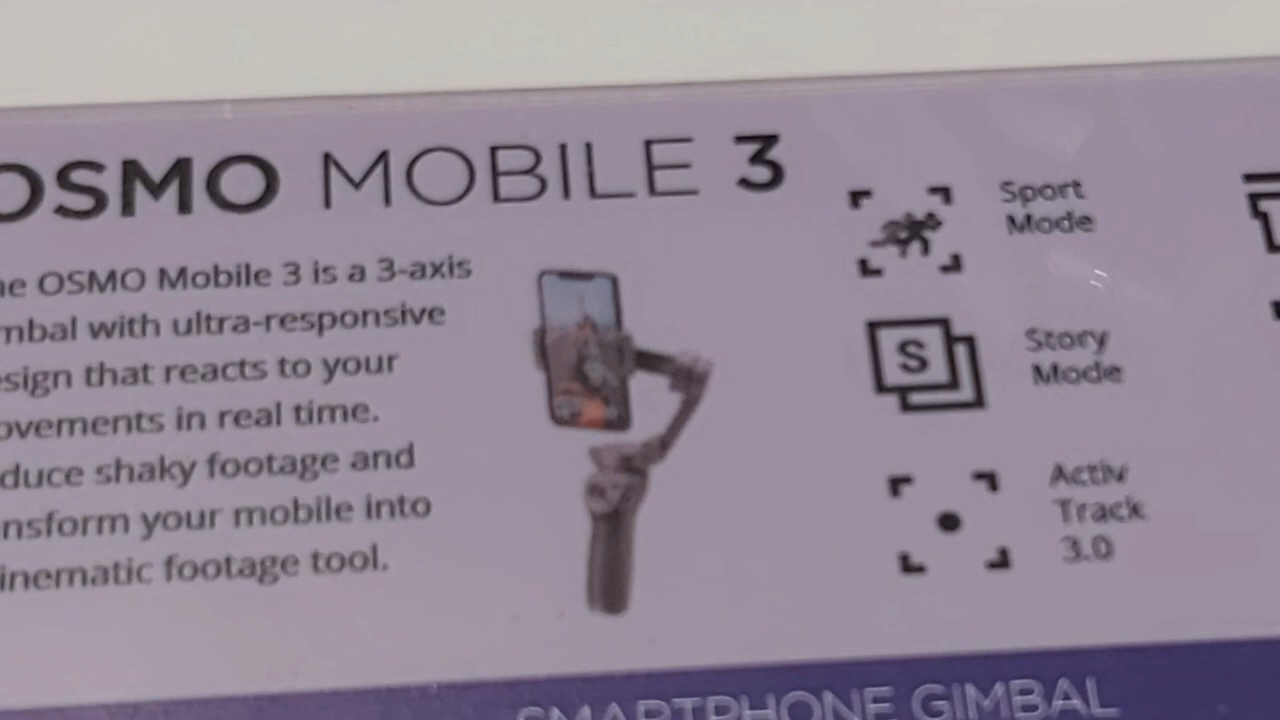 OSMO MOBILE 3
he OSMO Mobile 3 is a 3-axis
mbal with ultra-responsive
sign that reacts to your
ovements in real time.
duce shaky footage and
nsform your mobile into
inematic footage tool.
Sport
Mode
S
Story
Mode
Activ
Track
3.0
SMARTPHONE GIMBAL